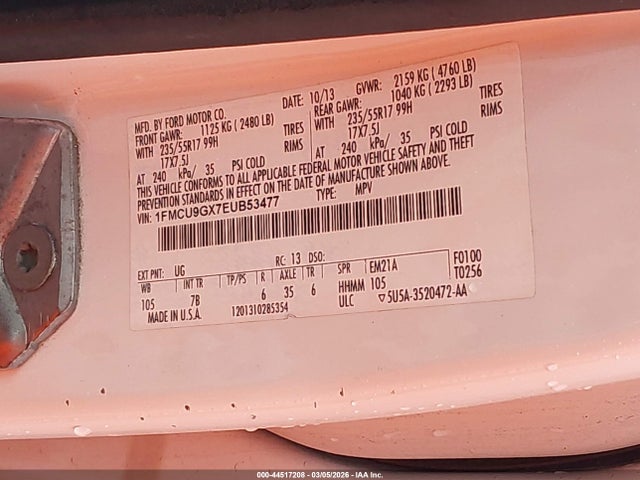 MFD. BY FORD MOTOR CO.
DATE: 10/13 GVWR: 2159 KG ( 4760 LB)
FRONT GAWR: 1125 KG ( 2480 LB) REAR GAWR: 1040 KG ( 2293 LB)
WITH 235/55R17 99H TIRES WITH 235/55R17 99H TIRES
17X7.5J RIMS 17X7.5J RIMS
AT 240 kPa/ 35 PSI COLD AT 240 kPa/ 35 PSI COLD
THIS VEHICLE CONFORMS TO ALL APPLICABLE FEDERAL MOTOR VEHICLE SAFETY AND THEFT
PREVENTION STANDARDS IN EFFECT ON THE DATE OF MANUFACTURE SHOWN ABOVE.
VIN: 1FMCU9GX7EUB53477 TYPE: MPV
EXT PNT: UG RC: 13 DSO:
WB INT TR TP/PS R AXLE TR SPR EM21A F0100
105 7B 6 35 6 HHMM 105 T0256
MADE IN U.S.A. 1201310285354 ULC ▽5U5A-3520472-AA
000-44517208 - 03/05/2026 - IAA Inc.